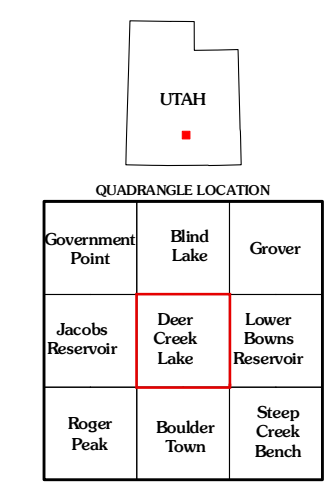 UTAH
QUADRANGLE LOCATION
Government
Point
Blind
Lake
Grover
Jacobs
Reservoir
Deer
Creek
Lake
Lower
Bowns
Reservoir
Roger
Peak
Boulder
Town
Steep
Creek
Bench